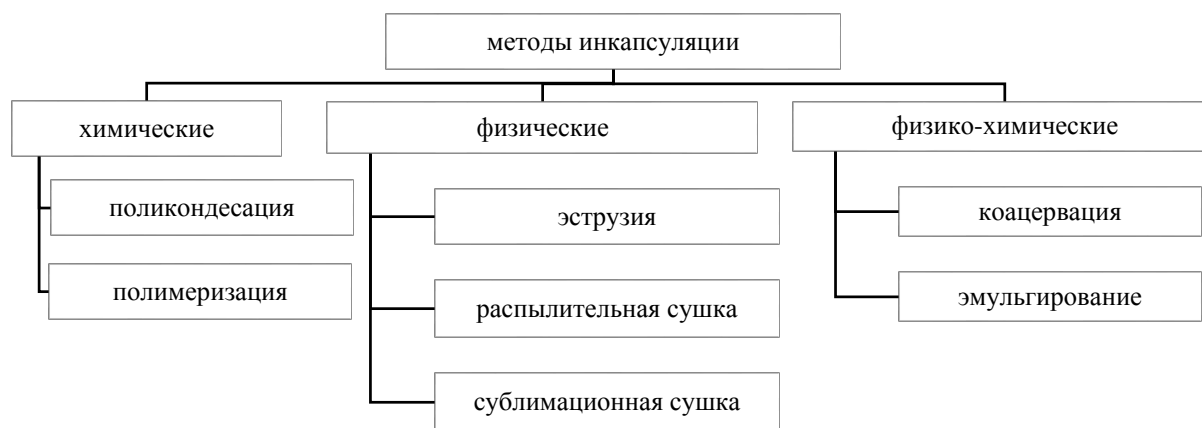 методы инкапсуляции
химические
физические
физико-химические
поликондесация
полимеризация
эструзия
распылительная сушка
сублимационная сушка
коацервация
эмульгирование